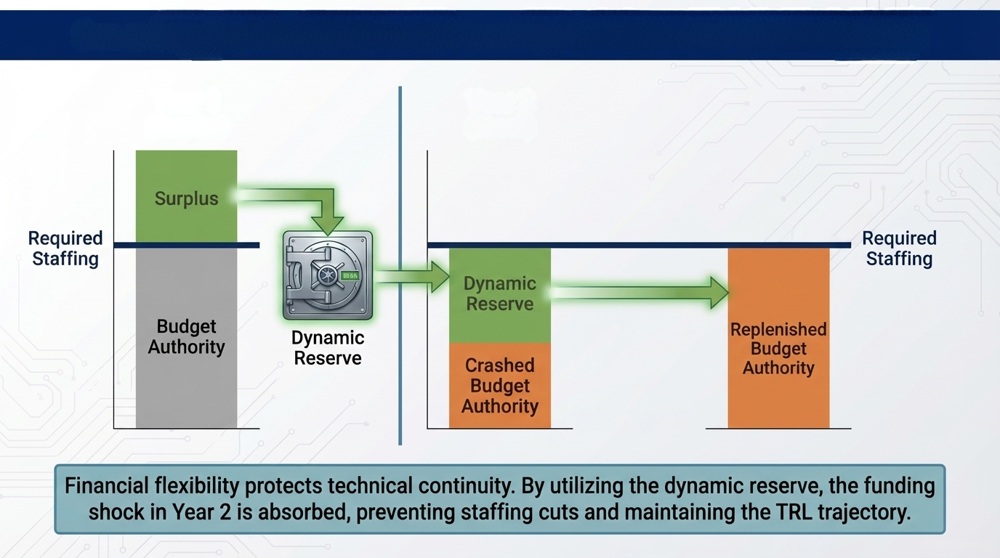 Surplus
Required
Staffing
Budget
Authority
Dynamic
Reserve
Dynamic
Reserve
Crashed
Budget
Authority
Replenished
Budget
Authority
Required
Staffing
Financial flexibility protects technical continuity. By utilizing the dynamic reserve, the funding
shock in Year 2 is absorbed, preventing staffing cuts and maintaining the TRL trajectory.